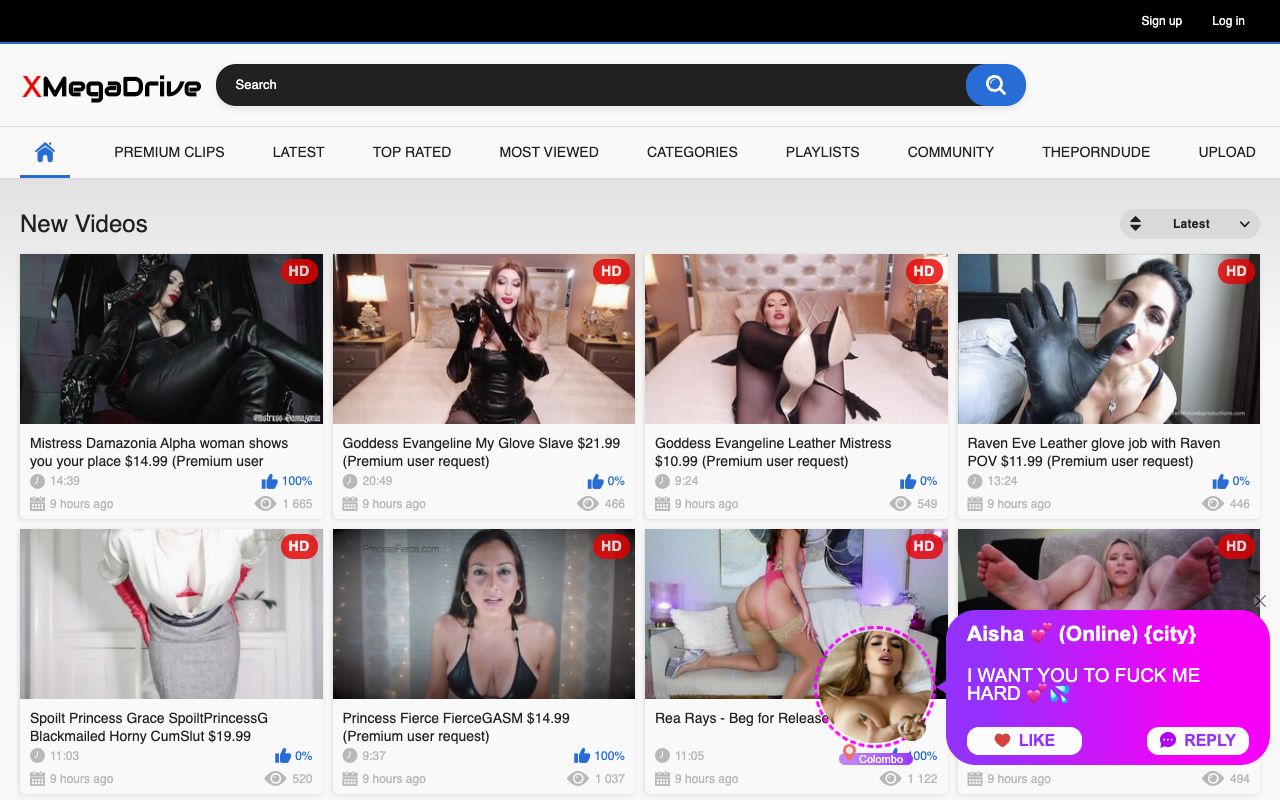 Sign up
Log in
XMegaDrive
Search
PREMIUM CLIPS
LATEST
TOP RATED
MOST VIEWED
CATEGORIES
PLAYLISTS
COMMUNITY
THEPORNDUDE
UPLOAD
New Videos
Latest
HD
HD
HD
HD
Mistress Damazonia
Mistress Damazonia Alpha woman shows
you your place $14.99 (Premium user
14:39
100%
9 hours ago
1 665
Goddess Evangeline My Glove Slave $21.99
(Premium user request)
20:49
0%
9 hours ago
466
Goddess Evangeline Leather Mistress
$10.99 (Premium user request)
9:24
0%
9 hours ago
549
Raven Eve Leather glove job with Raven
POV $11.99 (Premium user request)
13:24
0%
9 hours ago
446
HD
HD
HD
HD
PrincessFierce.com
Spoilt Princess Grace SpoiltPrincessG
Blackmailed Horny CumSlut $19.99
11:03
0%
9 hours ago
520
Princess Fierce FierceGASM $14.99
(Premium user request)
9:37
100%
9 hours ago
1 037
Rea Rays - Beg for Release
11:05
00%
9 hours ago
1 122
9 hours ago
494
Colombo
Aisha 💕 (Online) {city}
I WANT YOU TO FUCK ME
HARD 💕💦
LIKE
REPLY